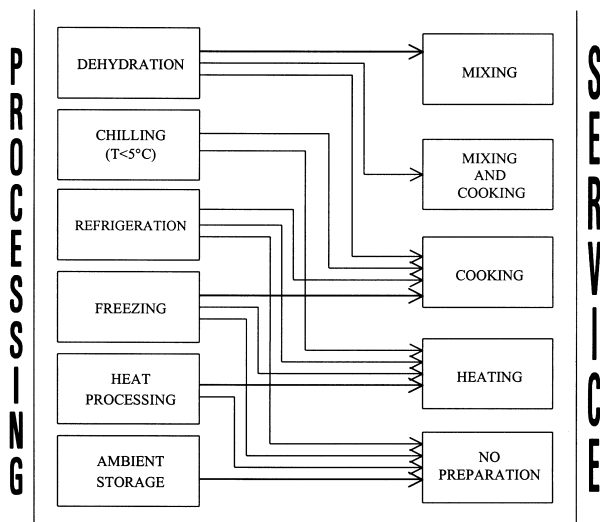 PROCESSING
DEHYDRATION
CHILLING
(T<5°C)
REFRIGERATION
FREEZING
HEAT
PROCESSING
AMBIENT
STORAGE
MIXING
MIXING
AND
COOKING
COOKING
HEATING
NO
PREPARATION
SERVICE